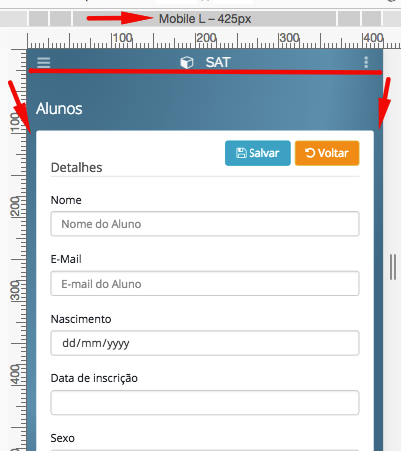 Mobile L – 425px
100 200 300 400
SAT
100
Alunos
Salvar Voltar
Detalhes
Nome
200
Nome do Aluno
E-Mail
E-mail do Aluno
300
Nascimento
dd/mm/yyyy
Data de inscrição
400
Sexo